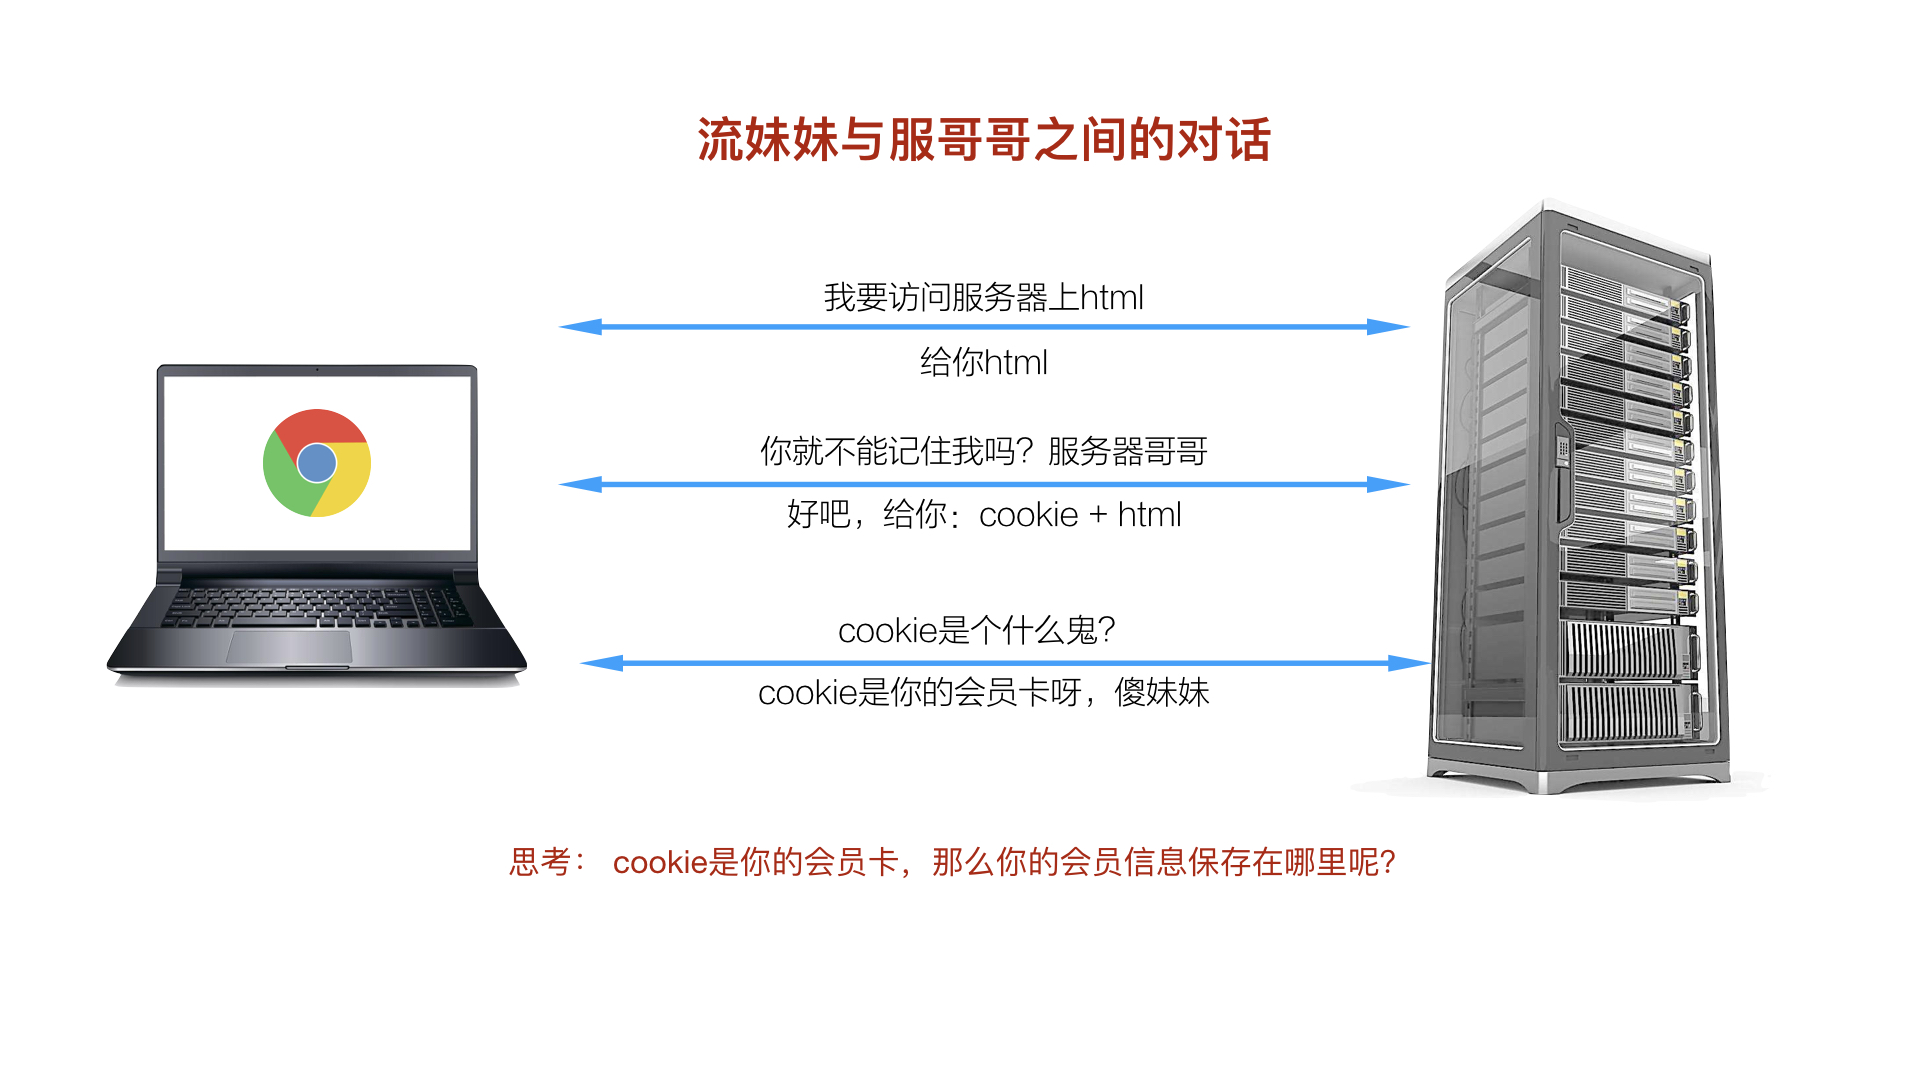 流妹妹与服哥哥之间的对话
我要访问服务器上html
给你html
你就不能记住我吗？服务器哥哥
好吧，给你：cookie + html
cookie是个什么鬼？
cookie是你的会员卡呀，傻妹妹
思考： cookie是你的会员卡，那么你的会员信息保存在哪里呢？